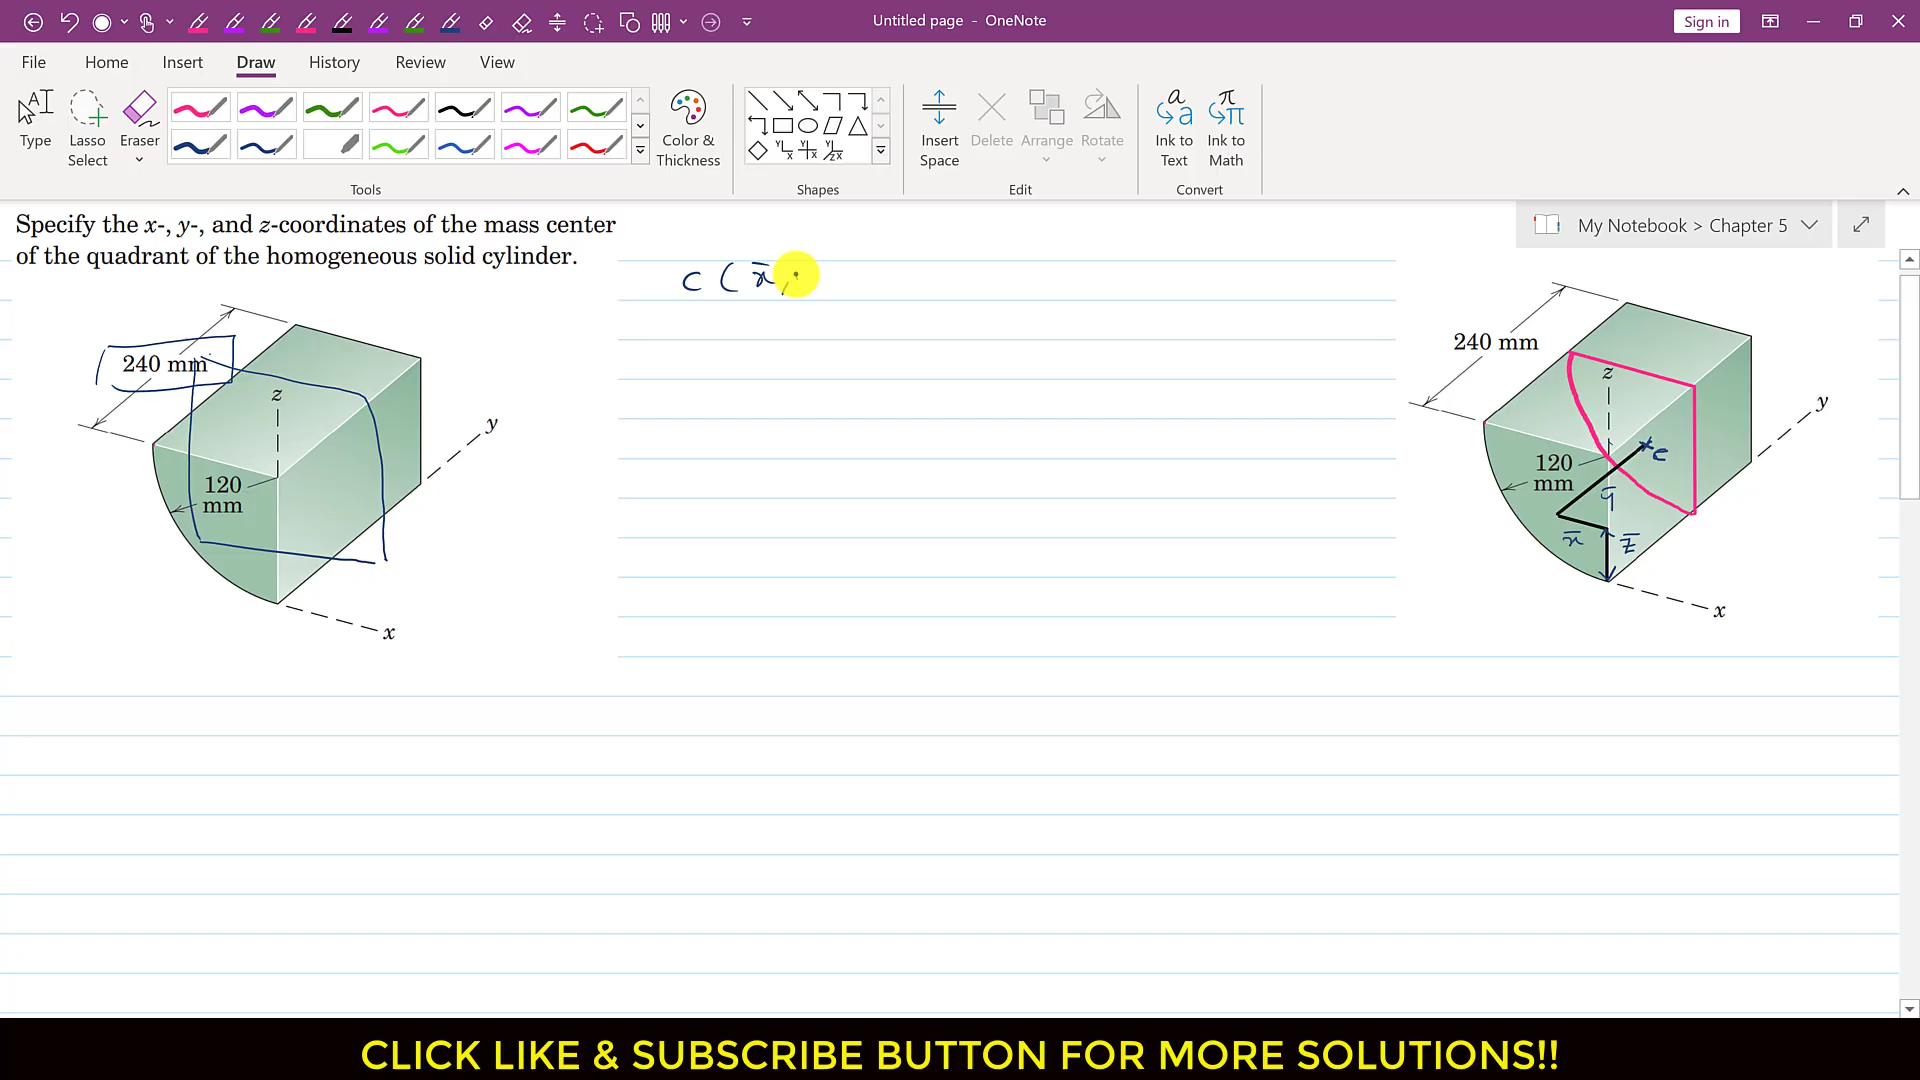 Untitled page - OneNote
Sign in
File Home Insert Draw History Review View
Type
Lasso Select
Eraser
Color & Thickness
Insert Space
Delete
Arrange
Rotate
Ink to Text
Ink to Math
Tools
Shapes
Edit
Convert
My Notebook > Chapter 5
Specify the x-, y-, and z-coordinates of the mass center
of the quadrant of the homogeneous solid cylinder.
240 mm
z
y
120
mm
x
C ( x̄,
240 mm
z
y
120
mm
C
ȳ
x̄
z̄
x
CLICK LIKE & SUBSCRIBE BUTTON FOR MORE SOLUTIONS!!